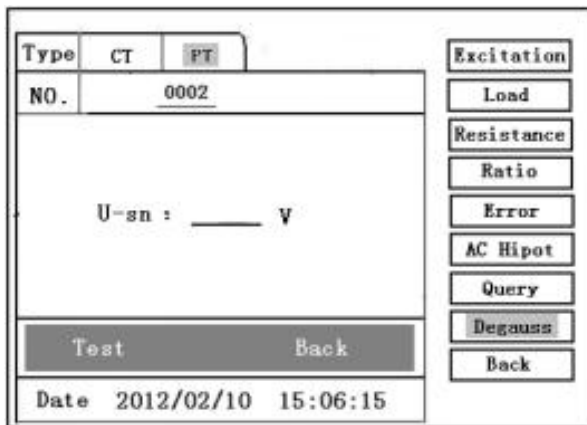 Type CT PT
NO. 0002
U-sn : V
Test Back
Date 2012/02/10 15:06:15
Excitation
Load
Resistance
Ratio
Error
AC Hipot
Query
Degauss
Back